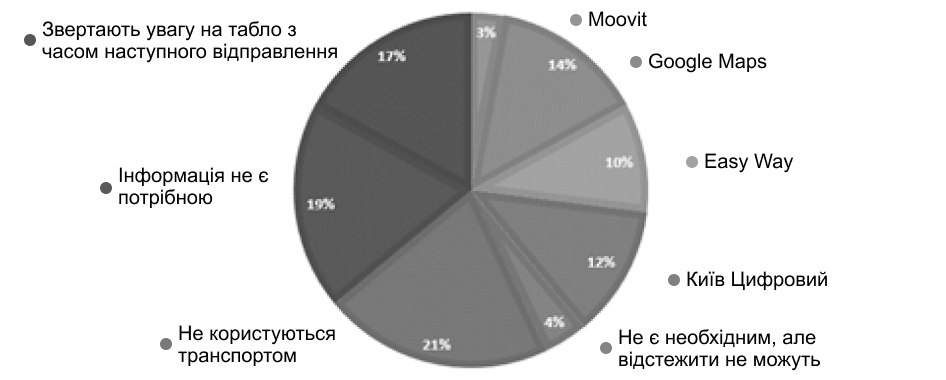 Звертають увагу на табло з
часом наступного відправлення
17%
3%
Moovit
14%
Google Maps
10%
Easy Way
Інформація не є
потрібною
19%
12%
Київ Цифровий
4%
Не є необхідним, але
відстежити не можуть
21%
Не користуються
транспортом